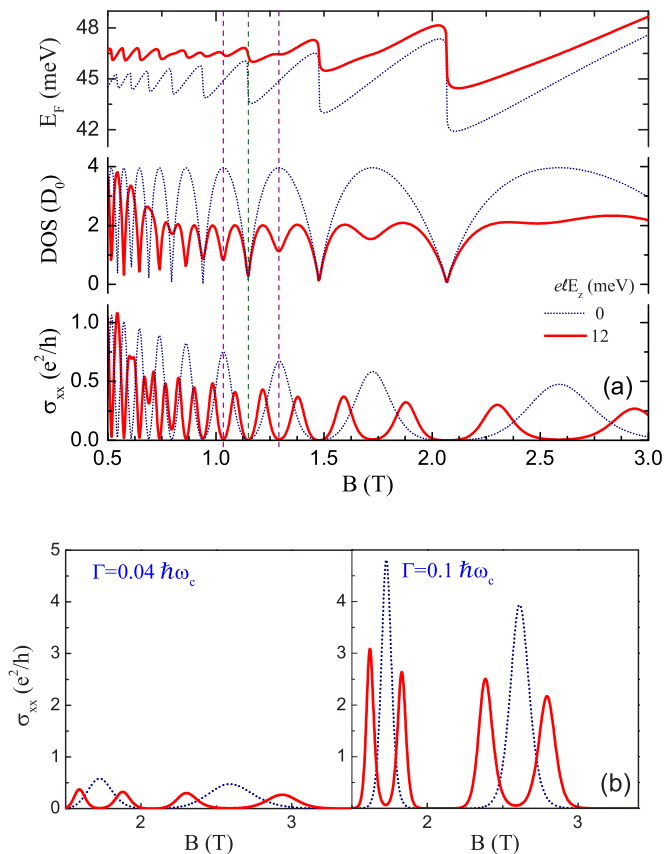 48
45
42
E_F (meV)
4
2
0
DOS (D_0)
eℓE_z (meV)
0
12
1.0
0.5
0.0
σ_xx (e²/h)
(a)
0.5 1.0 1.5 2.0 2.5 3.0
B (T)
5
4
3
2
1
0
σ_xx (e²/h)
Γ=0.04 ℏω_c
Γ=0.1 ℏω_c
5
4
3
2
1
0
(b)
2 3 2 3
B (T) B (T)